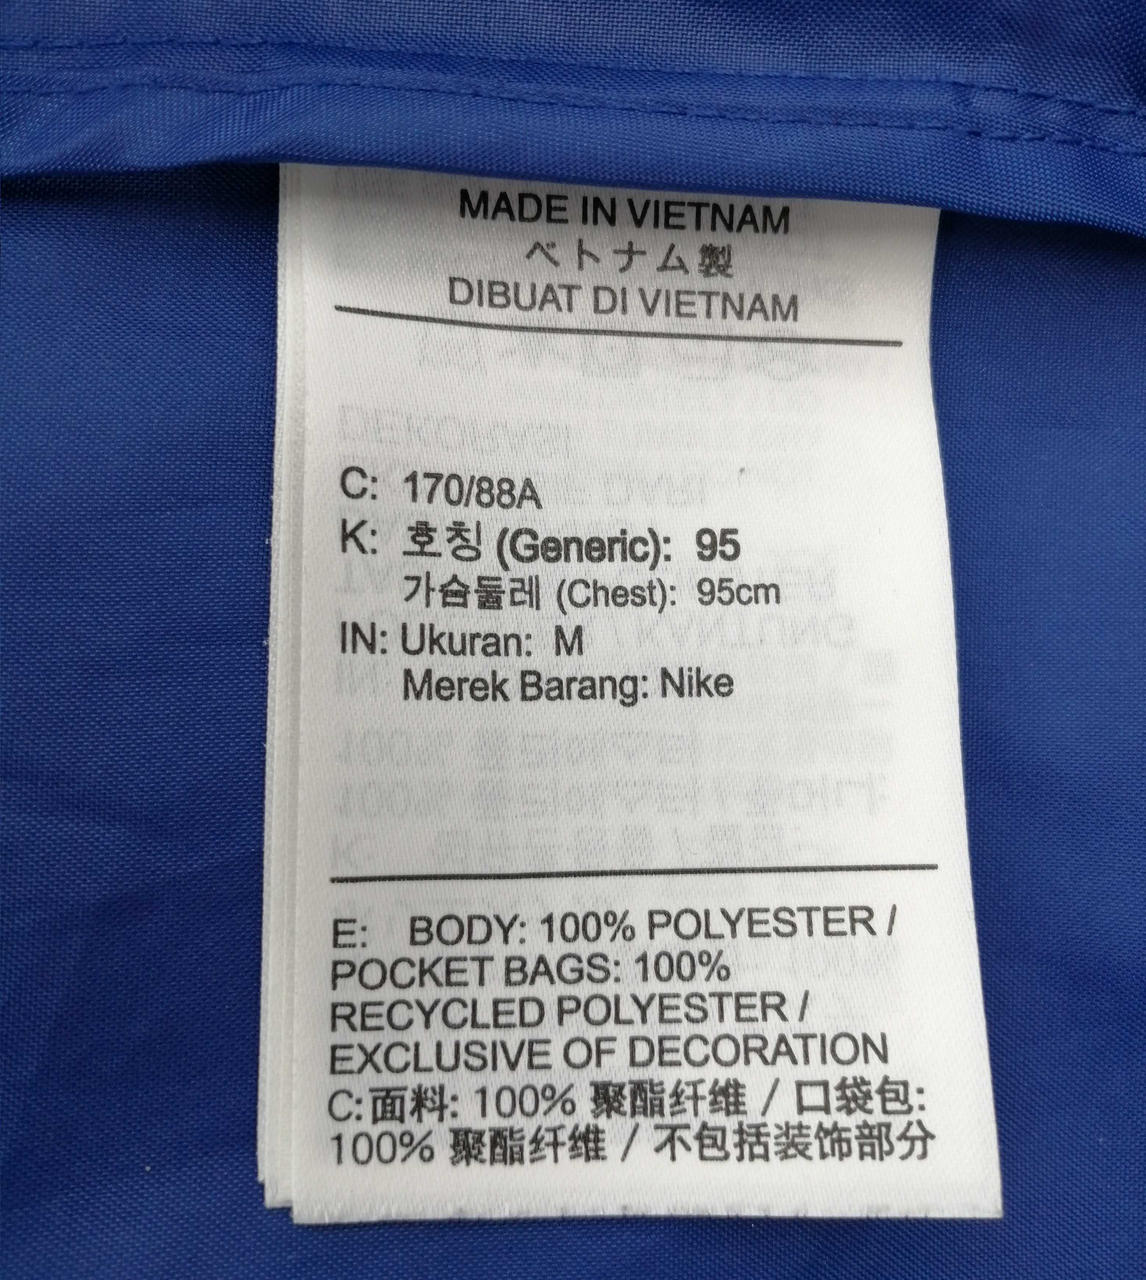 MADE IN VIETNAM
ベトナム製
DIBUAT DI VIETNAM
C: 170/88A
K: 호칭 (Generic): 95
가슴둘레 (Chest): 95cm
IN: Ukuran: M
Merek Barang: Nike
E: BODY: 100% POLYESTER /
POCKET BAGS: 100%
RECYCLED POLYESTER /
EXCLUSIVE OF DECORATION
C:面料: 100% 聚酯纤维 / 口袋包:
100% 聚酯纤维 / 不包括装饰部分